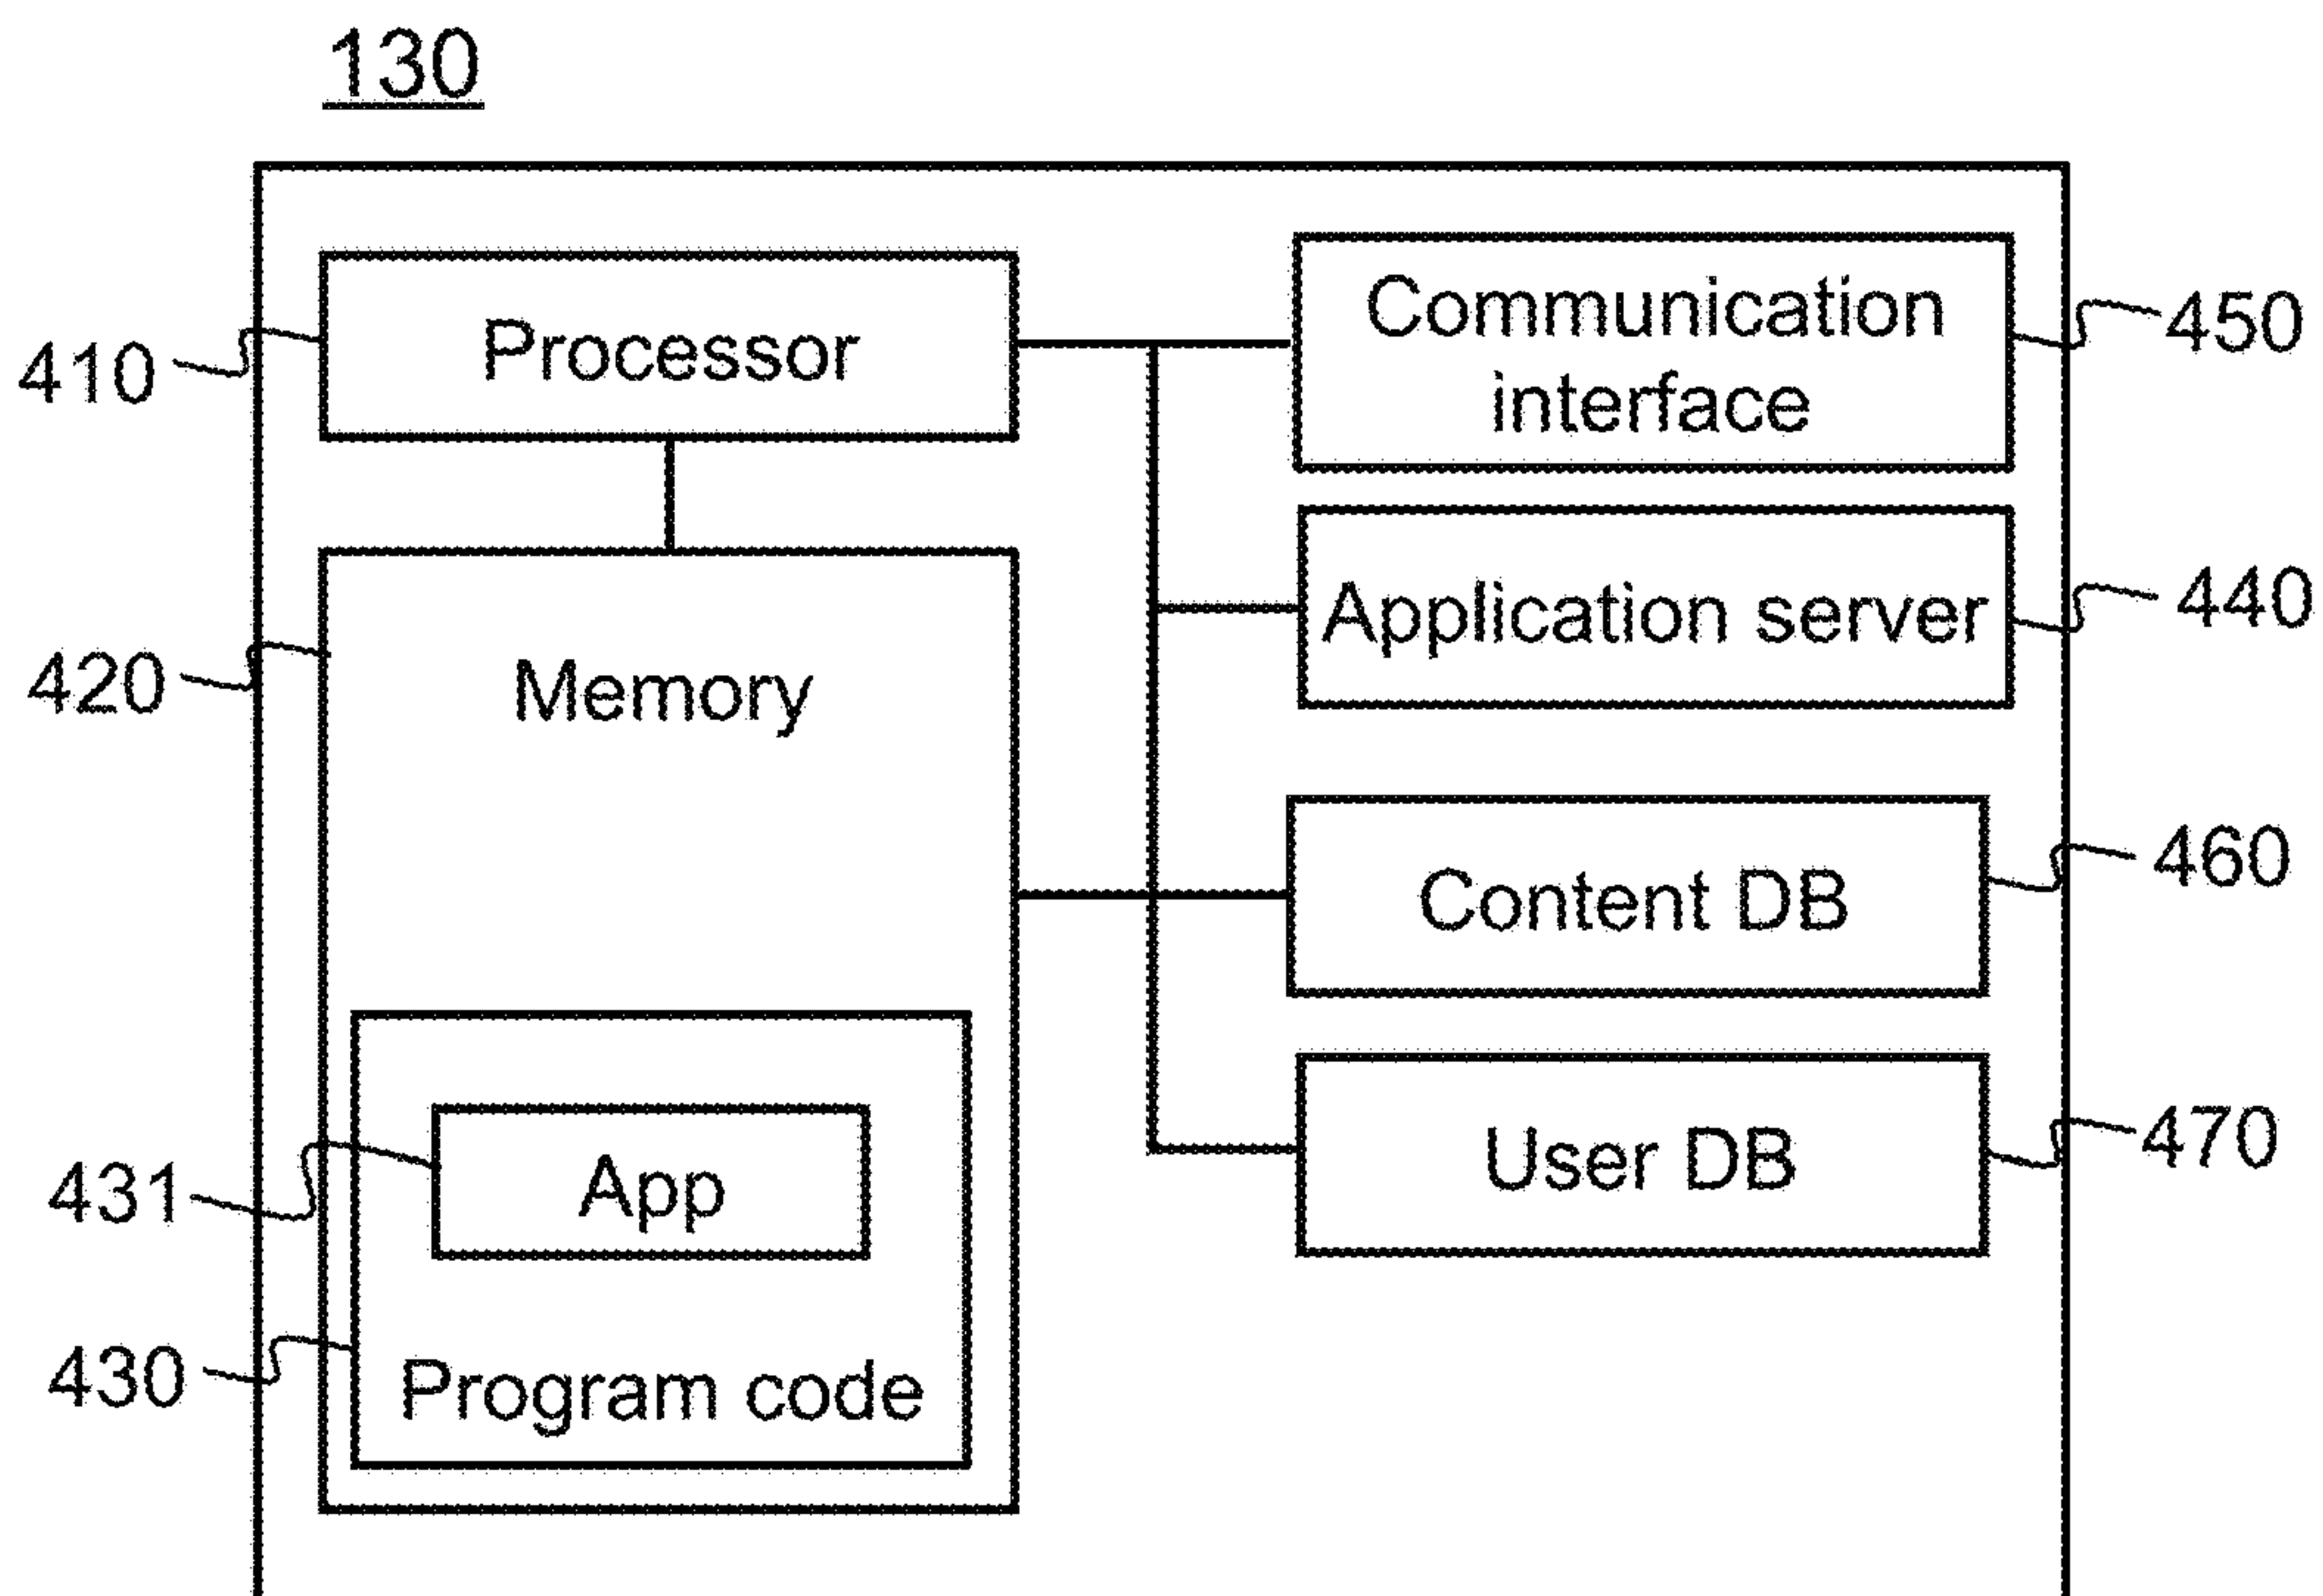 130
Processor
410
Communication
interface
450
Application server
440
Memory
420
Content DB
460
User DB
470
App
431
Program code
430